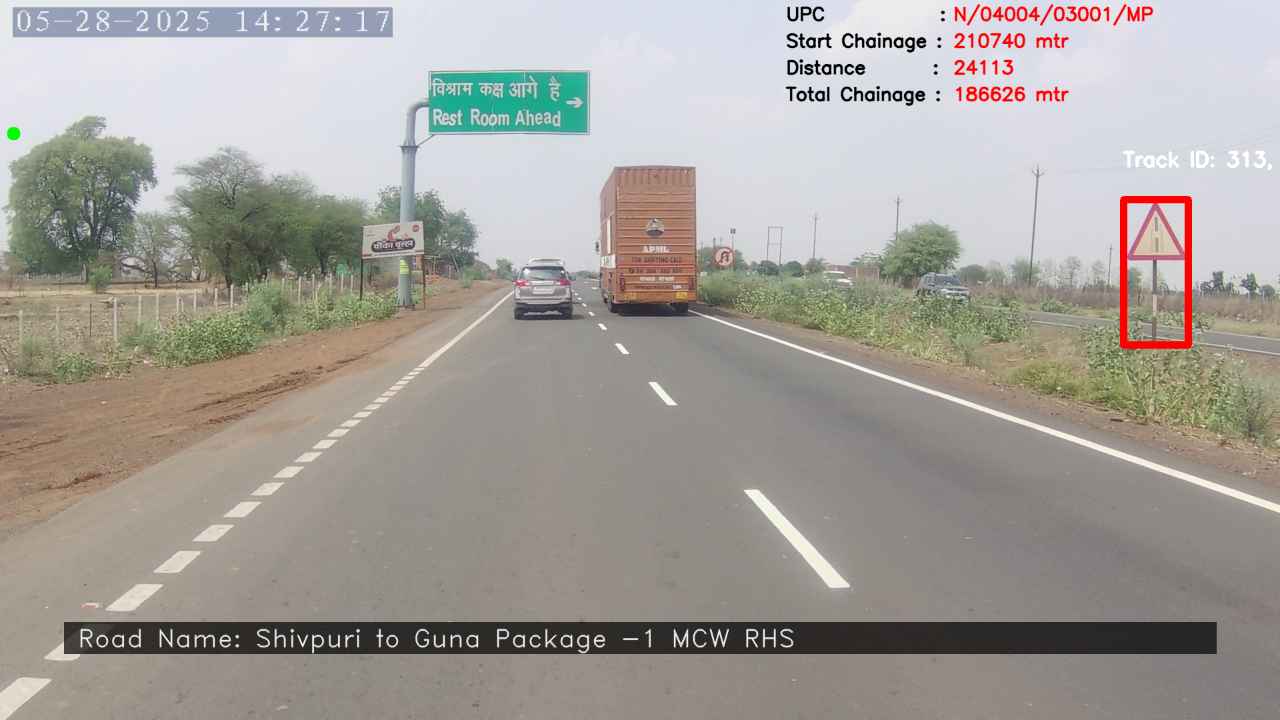 05-28-2025 14:27:17
UPC : N/04004/03001/MP
Start Chainage : 210740 mtr
Distance : 24113
Total Chainage : 186626 mtr
विश्राम कक्ष आगे है
Rest Room Ahead
Track ID: 313,
APML
Road Name: Shivpuri to Guna Package -1 MCW RHS